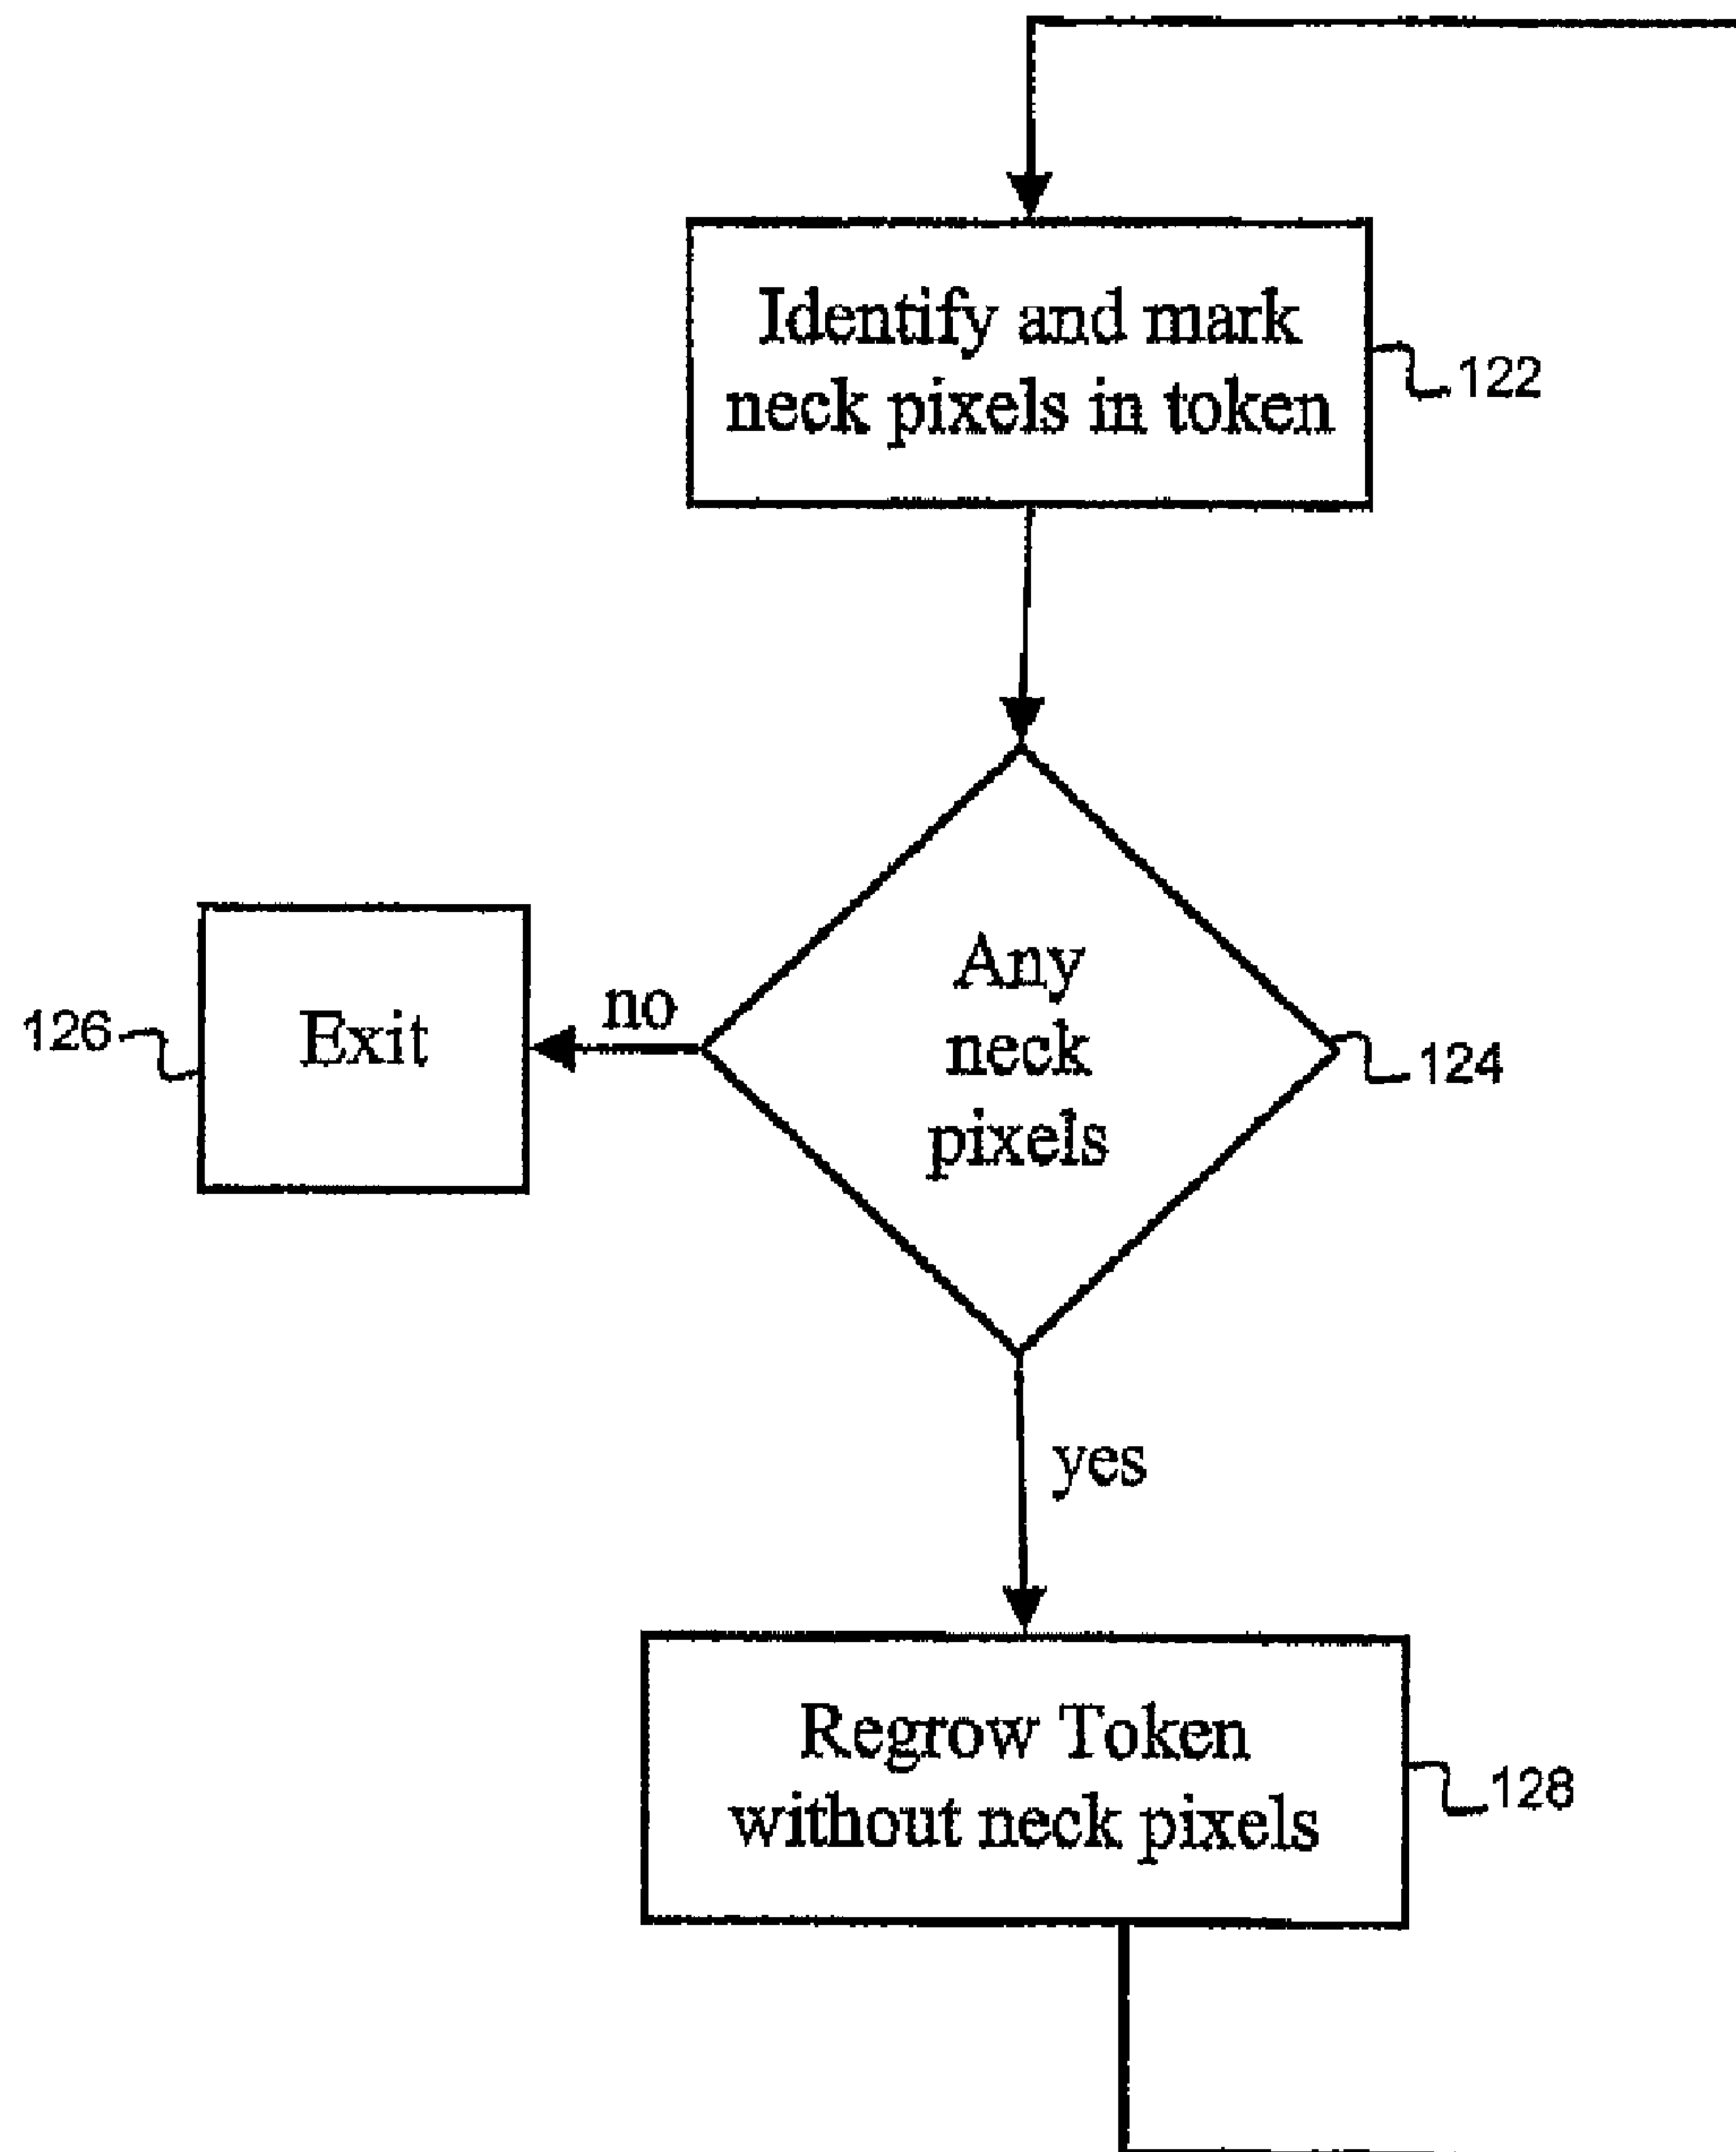 Identify and mark
neck pixels in token
122
Any
neck
pixels
124
no
Exit
126
yes
Regrow Token
without neck pixels
128